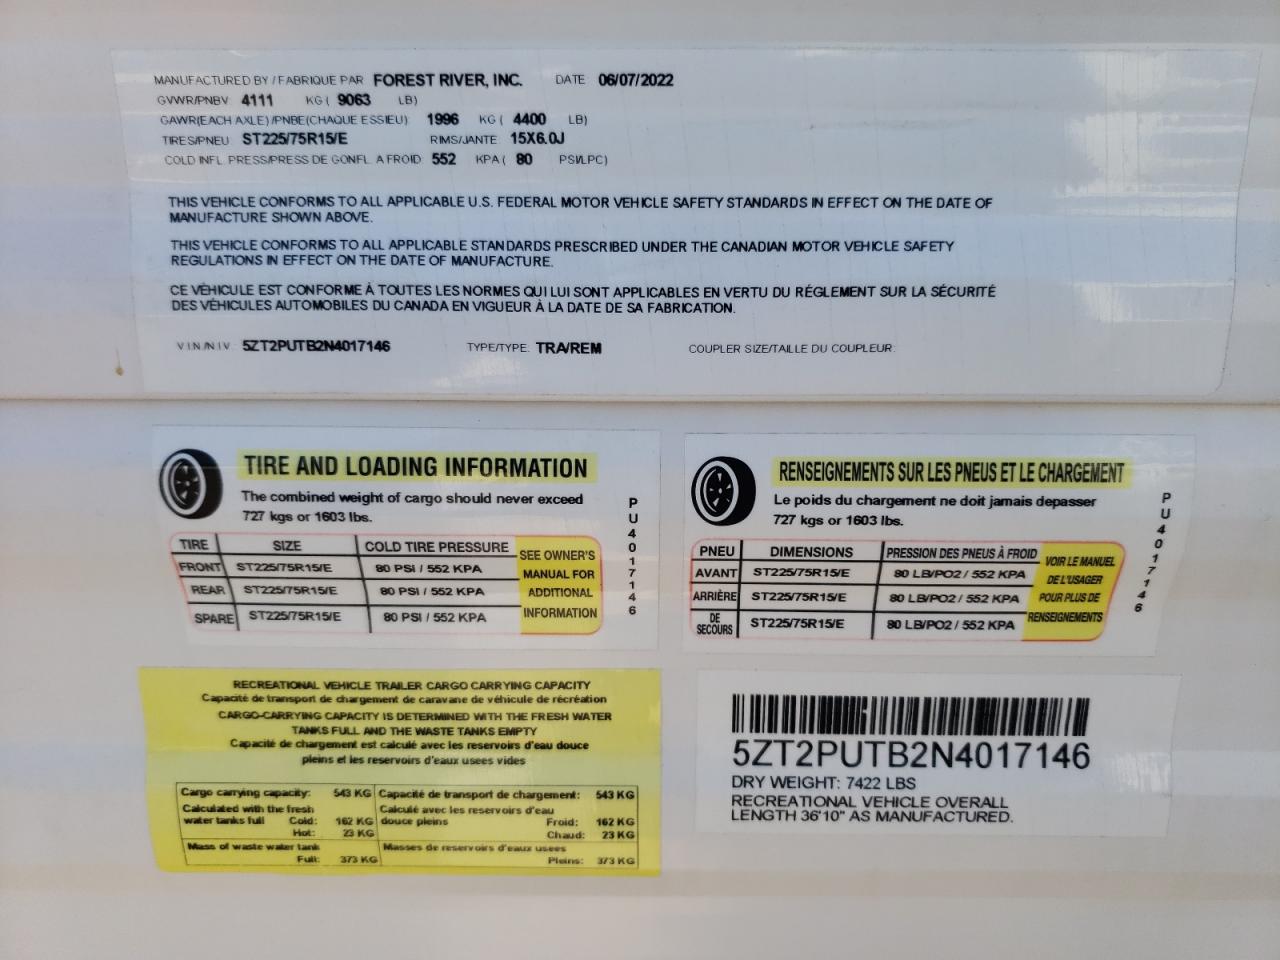 MANUFACTURED BY / FABRIQUE PAR FOREST RIVER, INC. DATE 06/07/2022
GVWR/PNBV 4111 KG ( 9063 LB)
GAWR(EACH AXLE) /PNBE(CHAQUE ESSIEU) 1996 KG ( 4400 LB)
TIRES/PNEU ST225/75R15/E RIMS/JANTE 15X6.0J
COLD INFL. PRESS/PRESS DE GONFL. A FROID 552 KPA ( 80 PSI/LPC)
THIS VEHICLE CONFORMS TO ALL APPLICABLE U.S. FEDERAL MOTOR VEHICLE SAFETY STANDARDS IN EFFECT ON THE DATE OF
MANUFACTURE SHOWN ABOVE.
THIS VEHICLE CONFORMS TO ALL APPLICABLE STANDARDS PRESCRIBED UNDER THE CANADIAN MOTOR VEHICLE SAFETY
REGULATIONS IN EFFECT ON THE DATE OF MANUFACTURE.
CE VÉHICULE EST CONFORME À TOUTES LES NORMES QUI LUI SONT APPLICABLES EN VERTU DU RÉGLEMENT SUR LA SÉCURITÉ
DES VÉHICULES AUTOMOBILES DU CANADA EN VIGUEUR À LA DATE DE SA FABRICATION.
V.I.N./N.I.V.: 5ZT2PUTB2N4017146 TYPE/TYPE: TRA/REM COUPLER SIZE/TAILLE DU COUPLEUR:
TIRE AND LOADING INFORMATION
The combined weight of cargo should never exceed
727 kgs or 1603 lbs.
TIRE SIZE COLD TIRE PRESSURE
FRONT ST225/75R15/E 80 PSI / 552 KPA
REAR ST225/75R15/E 80 PSI / 552 KPA
SPARE ST225/75R15/E 80 PSI / 552 KPA
SEE OWNER'S
MANUAL FOR
ADDITIONAL
INFORMATION
PU4017146
RENSEIGNEMENTS SUR LES PNEUS ET LE CHARGEMENT
Le poids du chargement ne doit jamais depasser
727 kgs or 1603 lbs.
PNEU DIMENSIONS PRESSION DES PNEUS À FROID
AVANT ST225/75R15/E 80 LB/PO2 / 552 KPA
ARRIÈRE ST225/75R15/E 80 LB/PO2 / 552 KPA
DE SECOURS ST225/75R15/E 80 LB/PO2 / 552 KPA
VOIR LE MANUEL
DE L'USAGER
POUR PLUS DE
RENSEIGNEMENTS
PU4017146
RECREATIONAL VEHICLE TRAILER CARGO CARRYING CAPACITY
Capacité de transport de chargement de caravane de véhicule de récréation
CARGO-CARRYING CAPACITY IS DETERMINED WITH THE FRESH WATER
TANKS FULL AND THE WASTE TANKS EMPTY
Capacité de chargement est calculé avec les reservoirs d'eau douce
pleins et les reservoirs d'eaux usees vides
Cargo carrying capacity: 543 KG Capacité de transport de chargement: 543 KG
Calculated with the fresh Calculé avec les reservoirs d'eau
water tanks full Cold: 162 KG douce pleins Froid: 162 KG
Hot: 23 KG Chaud: 23 KG
Mass of waste water tank Masses de reservoirs d'eaux usees
Full: 373 KG Pleins: 373 KG
5ZT2PUTB2N4017146
DRY WEIGHT: 7422 LBS
RECREATIONAL VEHICLE OVERALL
LENGTH 36'10" AS MANUFACTURED.